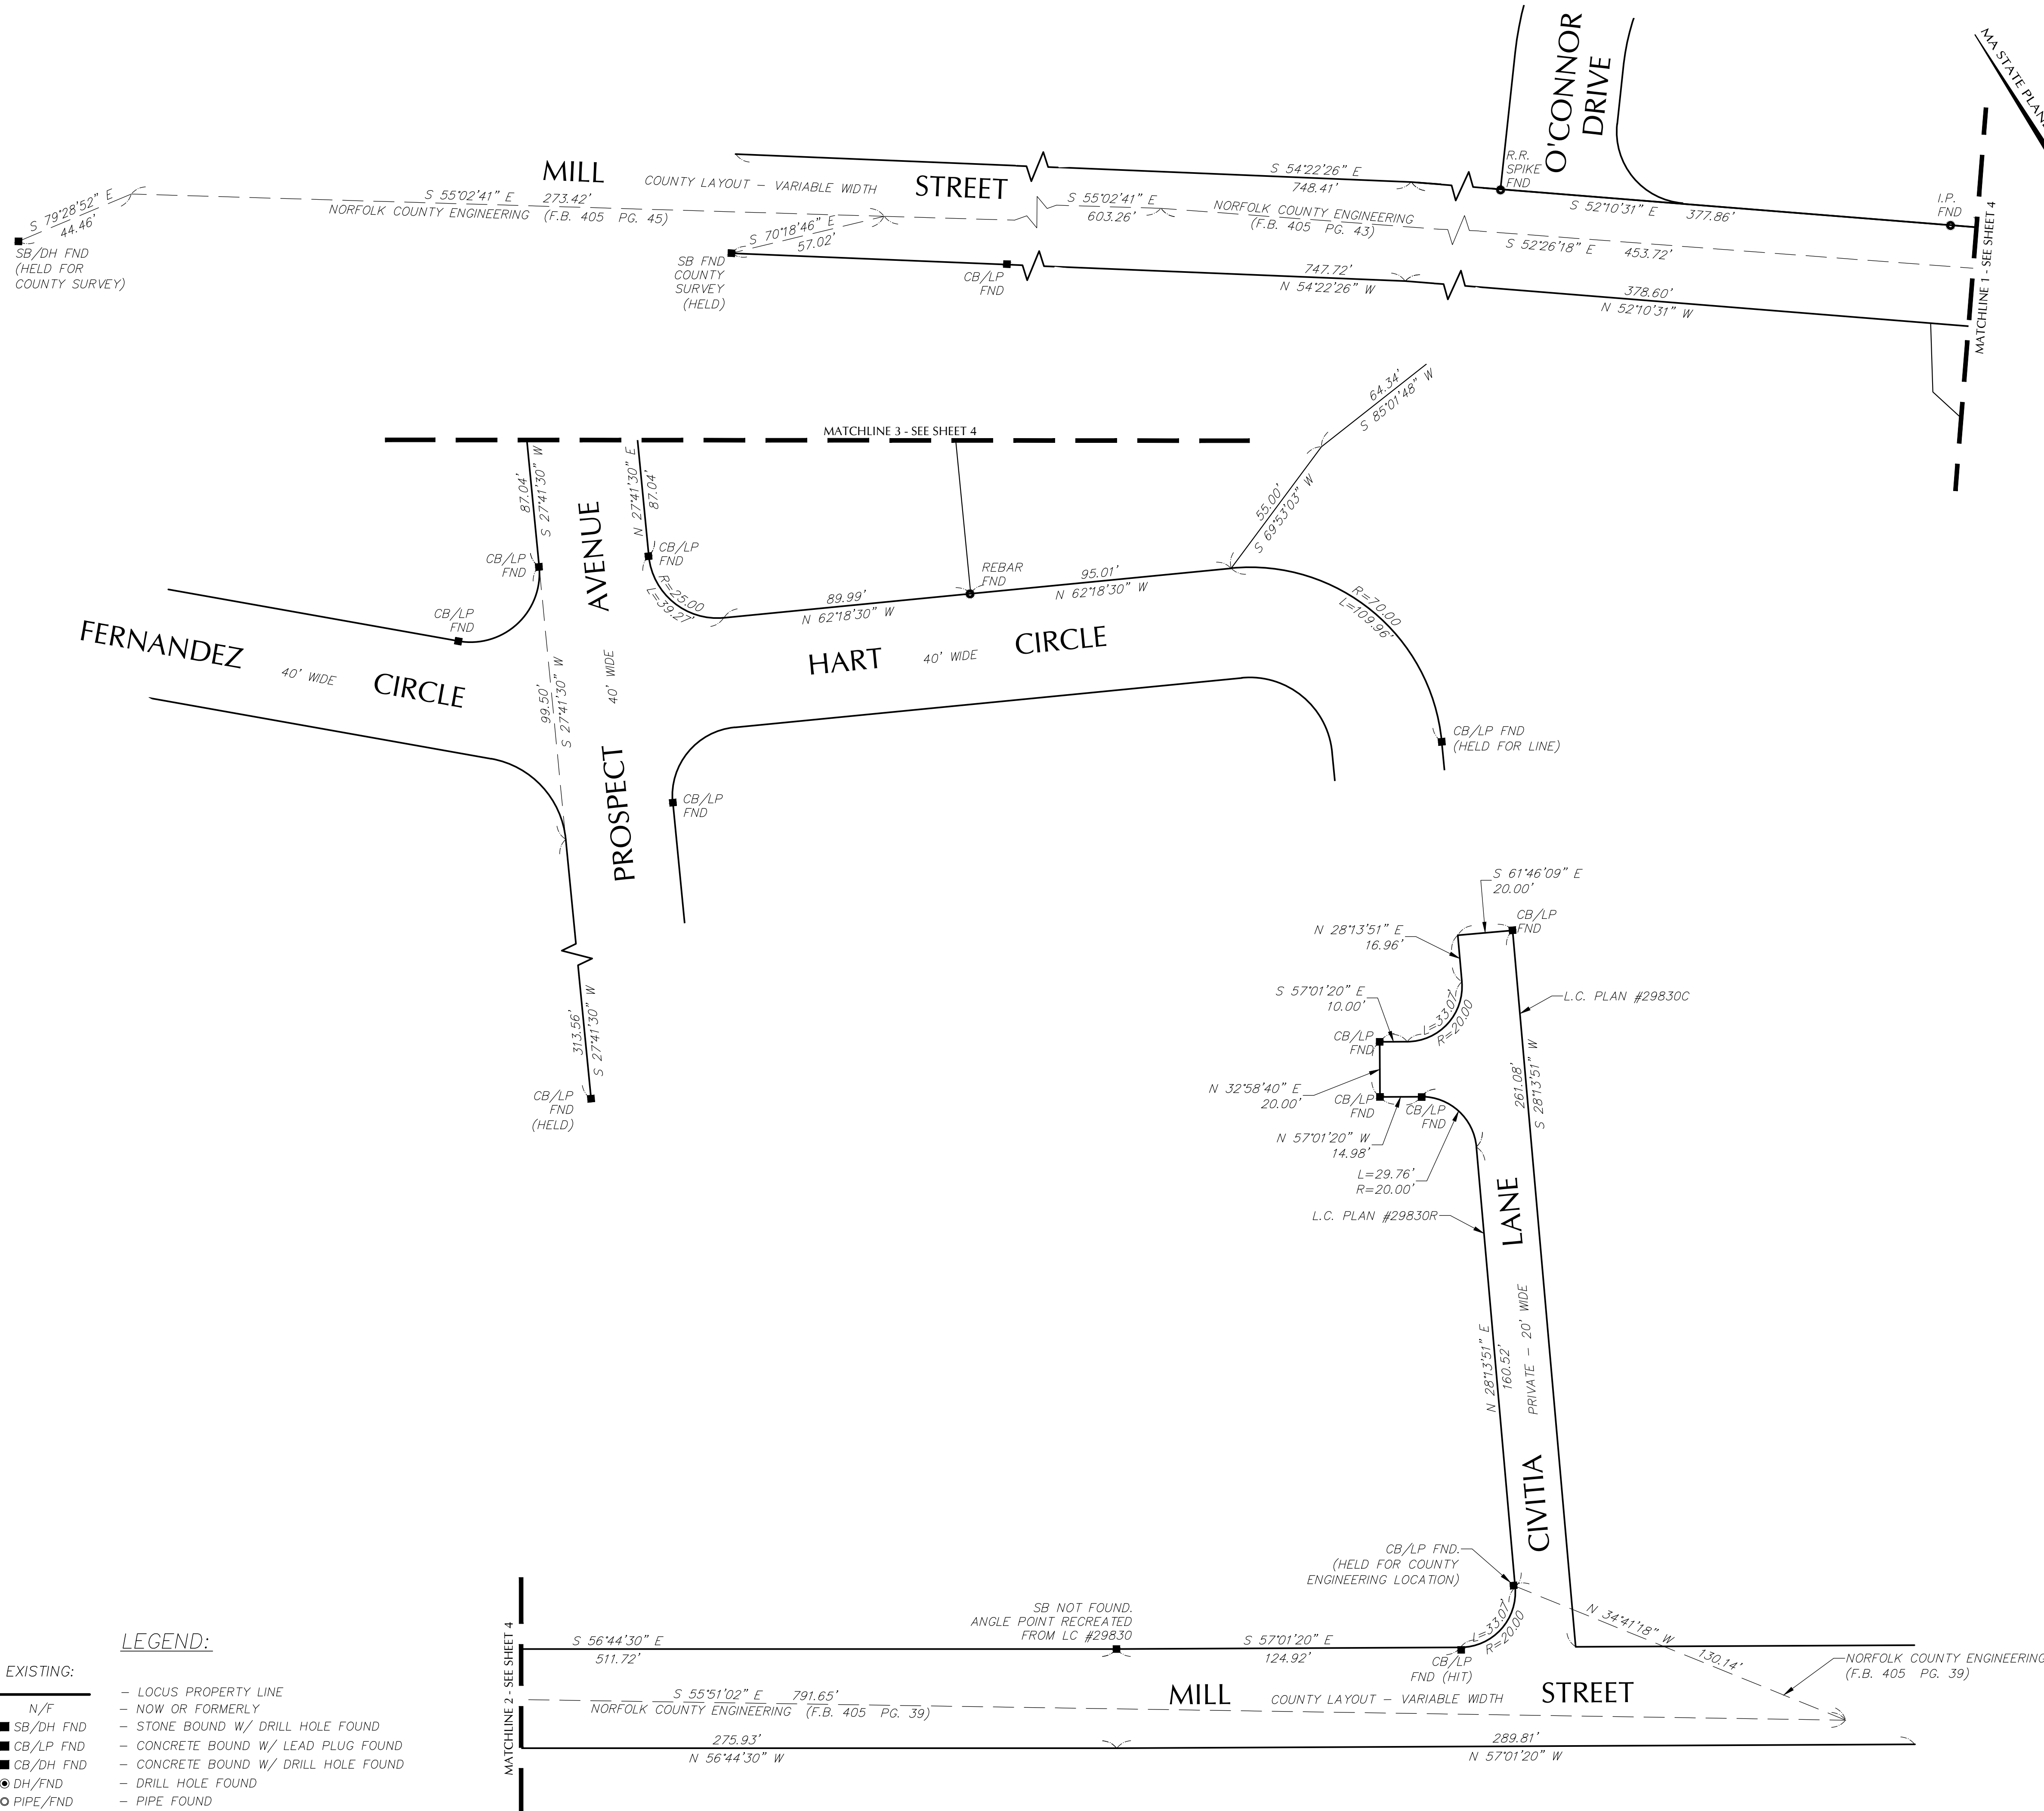 O'CONNOR
DRIVE
MA STATE PLAN
MILL
COUNTY LAYOUT – VARIABLE WIDTH
STREET
S 79°28'52" E
44.46'
SB/DH FND
(HELD FOR
COUNTY SURVEY)
S 55°02'41" E 273.42'
NORFOLK COUNTY ENGINEERING (F.B. 405 PG. 45)
S 70°18'46" E
57.02'
SB FND
COUNTY
SURVEY
(HELD)
CB/LP
FND
S 55°02'41" E
603.26'
NORFOLK COUNTY ENGINEERING
(F.B. 405 PG. 43)
S 54°22'26" E
748.41'
R.R.
SPIKE
FND
S 52°10'31" E 377.86'
I.P.
FND
S 52°26'18" E 453.72'
747.72'
N 54°22'26" W
378.60'
N 52°10'31" W
MATCHLINE 1 - SEE SHEET 4
MATCHLINE 3 - SEE SHEET 4
64.34'
S 85°01'48" W
55.00'
S 69°53'03" W
87.04'
S 27°41'30" W
N 27°41'30" E
87.04'
CB/LP
FND
CB/LP
FND
CB/LP
FND
R=25.00
L=39.27'
89.99'
N 62°18'30" W
REBAR
FND
95.01'
N 62°18'30" W
R=70.00
L=109.96'
FERNANDEZ
40' WIDE
CIRCLE
PROSPECT
40' WIDE
AVENUE
HART
40' WIDE
CIRCLE
99.50'
S 27°41'30" W
CB/LP FND
(HELD FOR LINE)
CB/LP
FND
313.56'
S 27°41'30" W
CB/LP
FND
(HELD)
S 61°46'09" E
20.00'
CB/LP
FND
N 28°13'51" E
16.96'
S 57°01'20" E
10.00'
L=33.07'
R=20.00
L.C. PLAN #29830C
CB/LP
FND
N 32°58'40" E
20.00'
CB/LP
FND
CB/LP
FND
N 57°01'20" W
14.98'
L=29.76'
R=20.00'
L.C. PLAN #29830R
261.08'
S 28°13'51" W
N 28°13'51" E
160.52'
CIVITIA
PRIVATE – 20' WIDE
LANE
CB/LP FND.
(HELD FOR COUNTY
ENGINEERING LOCATION)
SB NOT FOUND.
ANGLE POINT RECREATED
FROM LC #29830
N 34°41'18" W
130.14'
NORFOLK COUNTY ENGINEERING
(F.B. 405 PG. 39)
MATCHLINE 2 - SEE SHEET 4
S 56°44'30" E
511.72'
S 57°01'20" E
124.92'
L=33.07'
R=20.00
CB/LP
FND (HIT)
S 55°51'02" E 791.65'
NORFOLK COUNTY ENGINEERING (F.B. 405 PG. 39)
MILL
COUNTY LAYOUT – VARIABLE WIDTH
STREET
275.93'
N 56°44'30" W
289.81'
N 57°01'20" W
LEGEND:
EXISTING:
– LOCUS PROPERTY LINE
N/F – NOW OR FORMERLY
SB/DH FND – STONE BOUND W/ DRILL HOLE FOUND
CB/LP FND – CONCRETE BOUND W/ LEAD PLUG FOUND
CB/DH FND – CONCRETE BOUND W/ DRILL HOLE FOUND
DH/FND – DRILL HOLE FOUND
PIPE/FND – PIPE FOUND